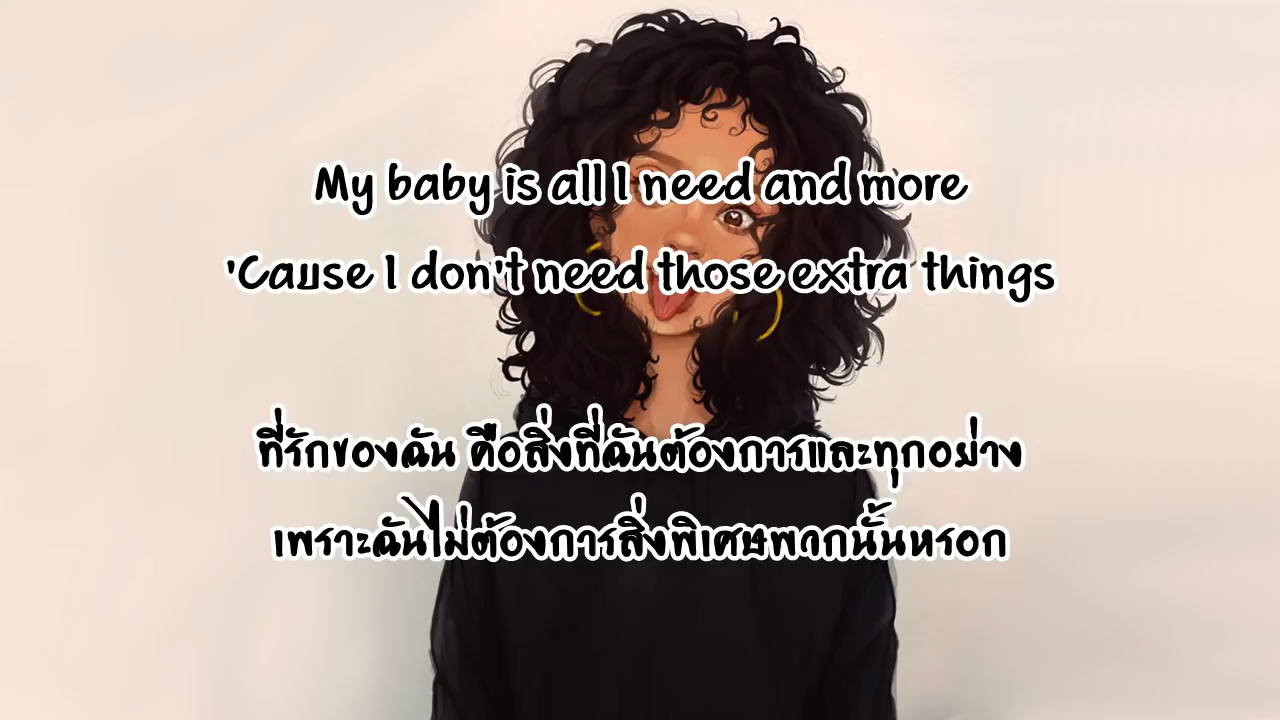 My baby is all I need and more
'Cause I don't need those extra things
ที่รักของฉัน คือสิ่งที่ฉันต้องการและทุกอย่าง
เพราะฉันไม่ต้องการสิ่งพิเศษพวกนั้นหรอก